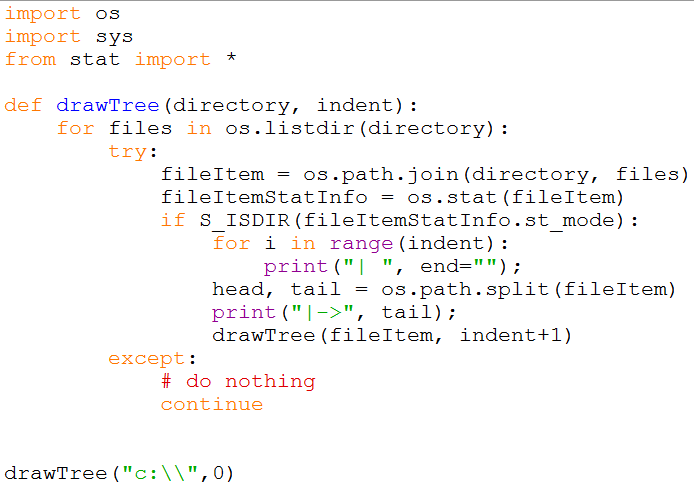 import os
import sys
from stat import *

def drawTree(directory, indent):
    for files in os.listdir(directory):
        try:
            fileItem = os.path.join(directory, files)
            fileItemStatInfo = os.stat(fileItem)
            if S_ISDIR(fileItemStatInfo.st_mode):
                for i in range(indent):
                    print("| ", end="");
                head, tail = os.path.split(fileItem)
                print("|->", tail);
                drawTree(fileItem, indent+1)
        except:
            # do nothing
            continue


drawTree("c:\\",0)